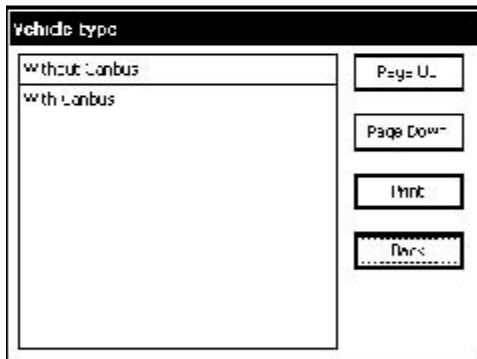 Vehicle type
Without Canbus
With Canbus
Page Up
Page Down
Print
Back